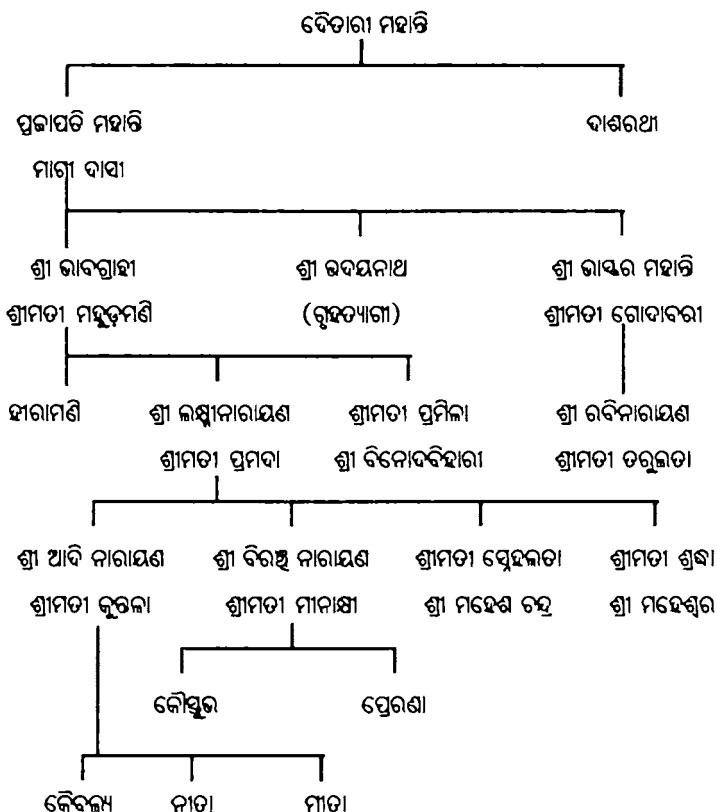 ଦୈତାରୀ ମହାନ୍ତି
ପ୍ରଜାପତି ମହାନ୍ତି ଦାଶରଥୀ
ମାଗୀ ଦାସୀ
ଶ୍ରୀ ଭାବଗ୍ରାହୀ ଶ୍ରୀ ଉଦୟନାଥ ଶ୍ରୀ ଭାସ୍କର ମହାନ୍ତି
ଶ୍ରୀମତୀ ମହୁଡ଼ମଣି (ଗୃହତ୍ୟାଗୀ) ଶ୍ରୀମତୀ ଗୋଦାବରୀ
ହୀରାମଣି ଶ୍ରୀ ଲକ୍ଷ୍ମୀନାରାୟଣ ଶ୍ରୀମତୀ ପ୍ରମିଳା ଶ୍ରୀ ରବିନାରାୟଣ
ଶ୍ରୀମତୀ ପ୍ରମଦା ଶ୍ରୀ ବିନୋଦବିହାରୀ ଶ୍ରୀମତୀ ତରୁଲତା
ଶ୍ରୀ ଆଦି ନାରାୟଣ ଶ୍ରୀ ବିରଞ୍ଚି ନାରାୟଣ ଶ୍ରୀମତୀ ସ୍ନେହଲତା ଶ୍ରୀମତୀ ଶ୍ରଦ୍ଧା
ଶ୍ରୀମତୀ କୁନ୍ତଳା ଶ୍ରୀମତୀ ମୀନାକ୍ଷୀ ଶ୍ରୀ ମହେଶ ଚନ୍ଦ୍ର ଶ୍ରୀ ମହେଶ୍ୱର
କୌସ୍ତୁଭ ପ୍ରେରଣା
କୈବଲ୍ୟ ନୀତା ମୀତା